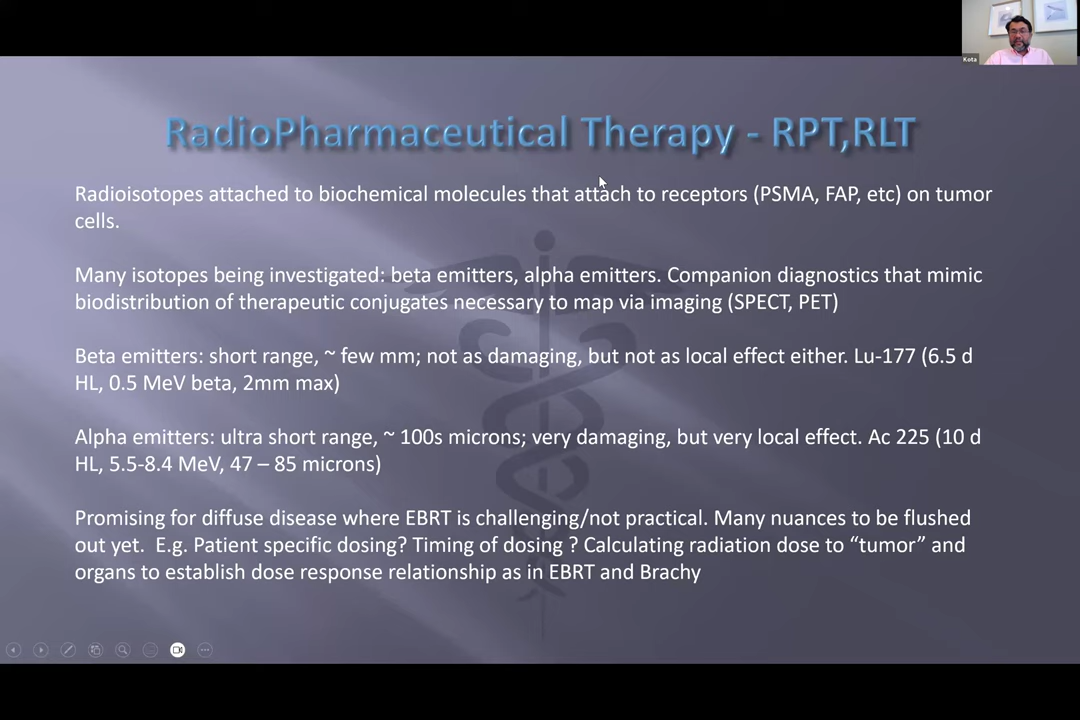 Kota
RadioPharmaceutical Therapy - RPT,RLT
Radioisotopes attached to biochemical molecules that attach to receptors (PSMA, FAP, etc) on tumor
cells.
Many isotopes being investigated: beta emitters, alpha emitters. Companion diagnostics that mimic
biodistribution of therapeutic conjugates necessary to map via imaging (SPECT, PET)
Beta emitters: short range, ~ few mm; not as damaging, but not as local effect either. Lu-177 (6.5 d
HL, 0.5 MeV beta, 2mm max)
Alpha emitters: ultra short range, ~ 100s microns; very damaging, but very local effect. Ac 225 (10 d
HL, 5.5-8.4 MeV, 47 – 85 microns)
Promising for diffuse disease where EBRT is challenging/not practical. Many nuances to be flushed
out yet.  E.g. Patient specific dosing? Timing of dosing ? Calculating radiation dose to “tumor” and
organs to establish dose response relationship as in EBRT and Brachy